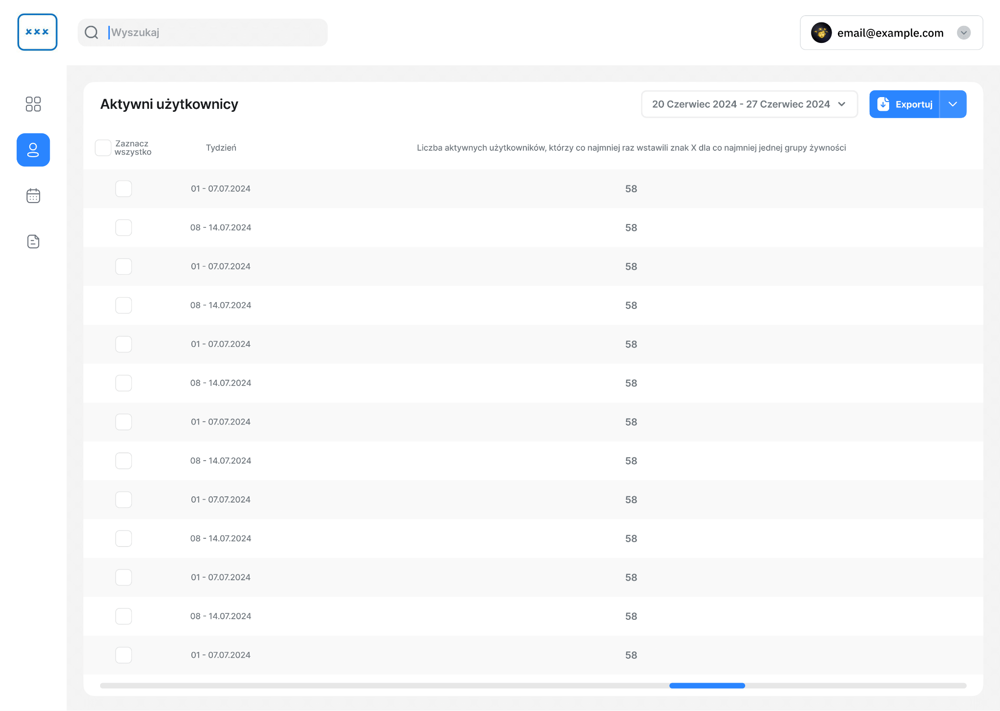 xxx
Wyszukaj
email@example.com
Aktywni użytkownicy
20 Czerwiec 2024 - 27 Czerwiec 2024
Exportuj
Zaznacz
wszystko
Tydzień
Liczba aktywnych użytkowników, którzy co najmniej raz wstawili znak X dla co najmniej jednej grupy żywności
01 - 07.07.2024 58
08 - 14.07.2024 58
01 - 07.07.2024 58
08 - 14.07.2024 58
01 - 07.07.2024 58
08 - 14.07.2024 58
01 - 07.07.2024 58
08 - 14.07.2024 58
01 - 07.07.2024 58
08 - 14.07.2024 58
01 - 07.07.2024 58
08 - 14.07.2024 58
01 - 07.07.2024 58